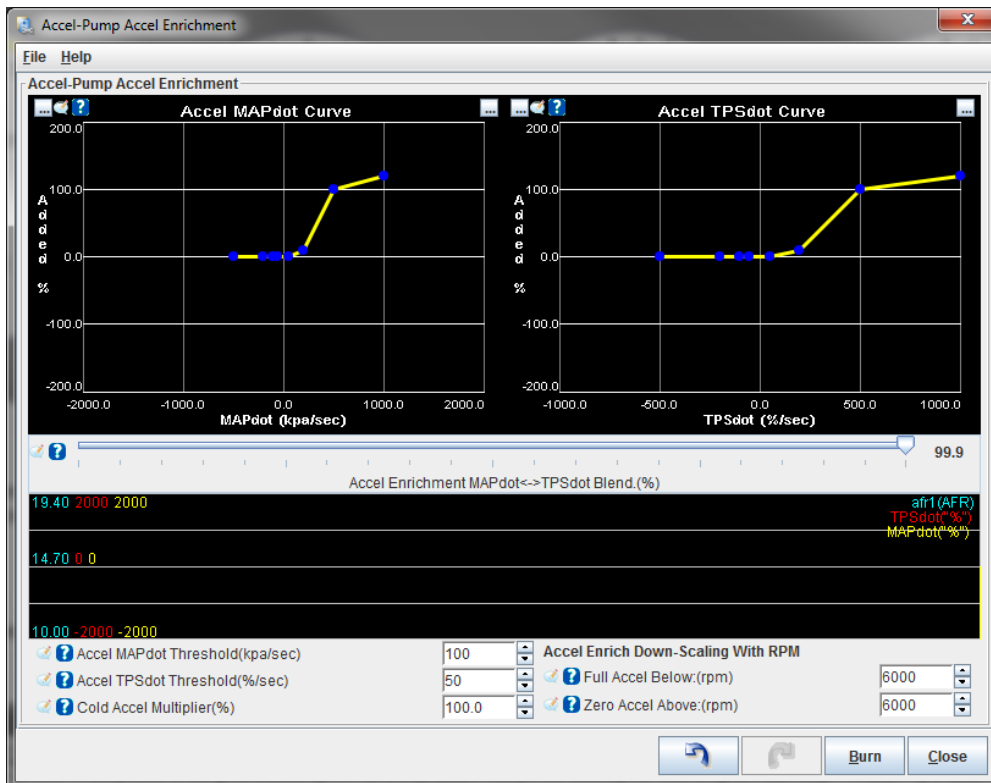 Accel-Pump Accel Enrichment
File Help
Accel-Pump Accel Enrichment
... ? Accel MAPdot Curve ...
200.0
100.0
0.0
-100.0
-200.0
Added %
-2000.0 -1000.0 0.0 1000.0 2000.0
MAPdot (kpa/sec)
... ? Accel TPSdot Curve ...
200.0
100.0
0.0
-100.0
-200.0
Added %
-1000.0 -500.0 0.0 500.0 1000.0
TPSdot (%/sec)
? 99.9
Accel Enrichment MAPdot<->TPSdot Blend.(%)
19.40 2000 2000 afr1(AFR)
TPSdot("%")
MAPdot("%")
14.70 0 0
10.00 -2000 -2000
? Accel MAPdot Threshold(kpa/sec) 100
? Accel TPSdot Threshold(%/sec) 50
? Cold Accel Multiplier(%) 100.0
Accel Enrich Down-Scaling With RPM
? Full Accel Below:(rpm) 6000
? Zero Accel Above:(rpm) 6000
Burn Close